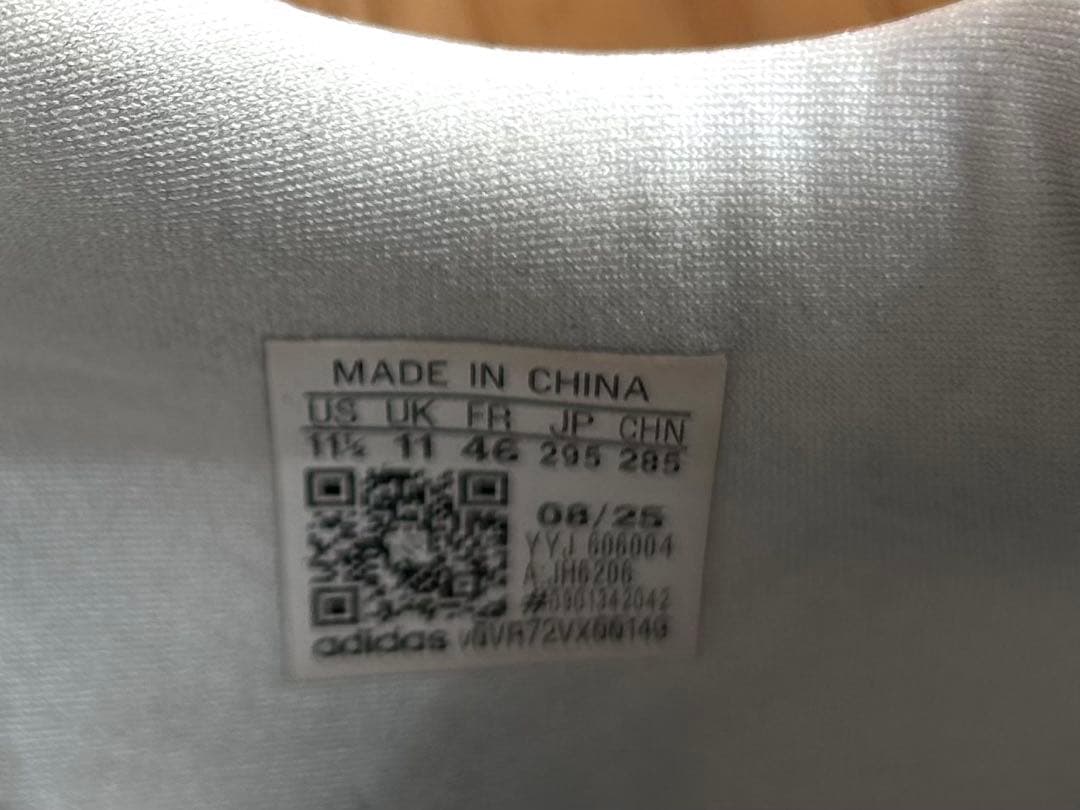 MADE IN CHINA
US UK FR JP CHN
11½ 11 46 295 285
08/25
YYJ 606004
A:JH6206
#0901342042
adidas